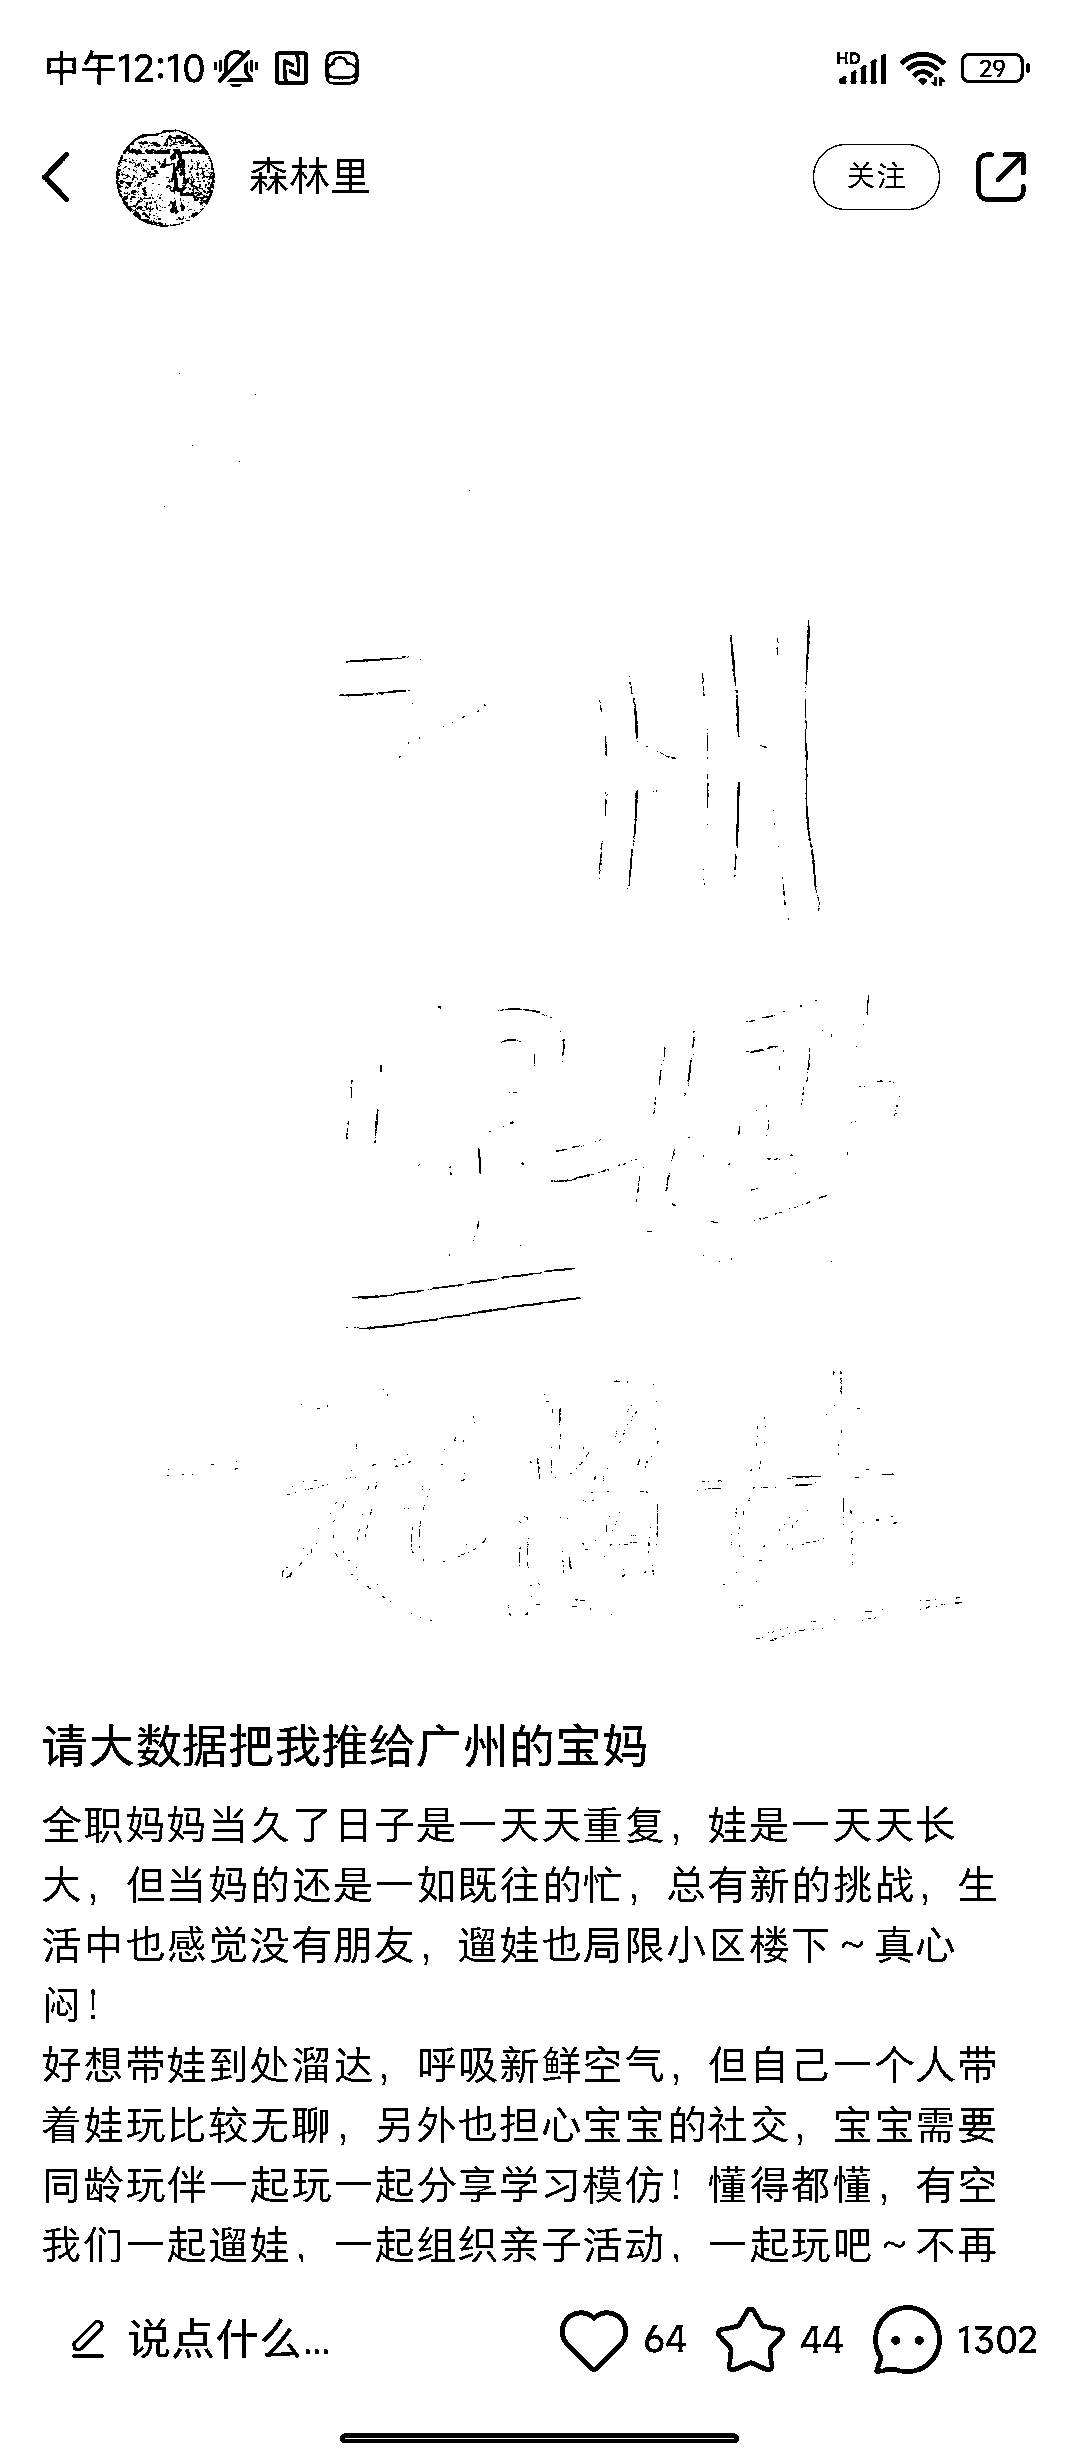 中午12:10
HD
29
森林里
关注
州
宝妈
一起遛娃
请大数据把我推给广州的宝妈
全职妈妈当久了日子是一天天重复，娃是一天天长
大，但当妈的还是一如既往的忙，总有新的挑战，生
活中也感觉没有朋友，遛娃也局限小区楼下～真心
闷！
好想带娃到处溜达，呼吸新鲜空气，但自己一个人带
着娃玩比较无聊，另外也担心宝宝的社交，宝宝需要
同龄玩伴一起玩一起分享学习模仿！懂得都懂，有空
我们一起遛娃，一起组织亲子活动，一起玩吧～不再
说点什么...
64
44
1302